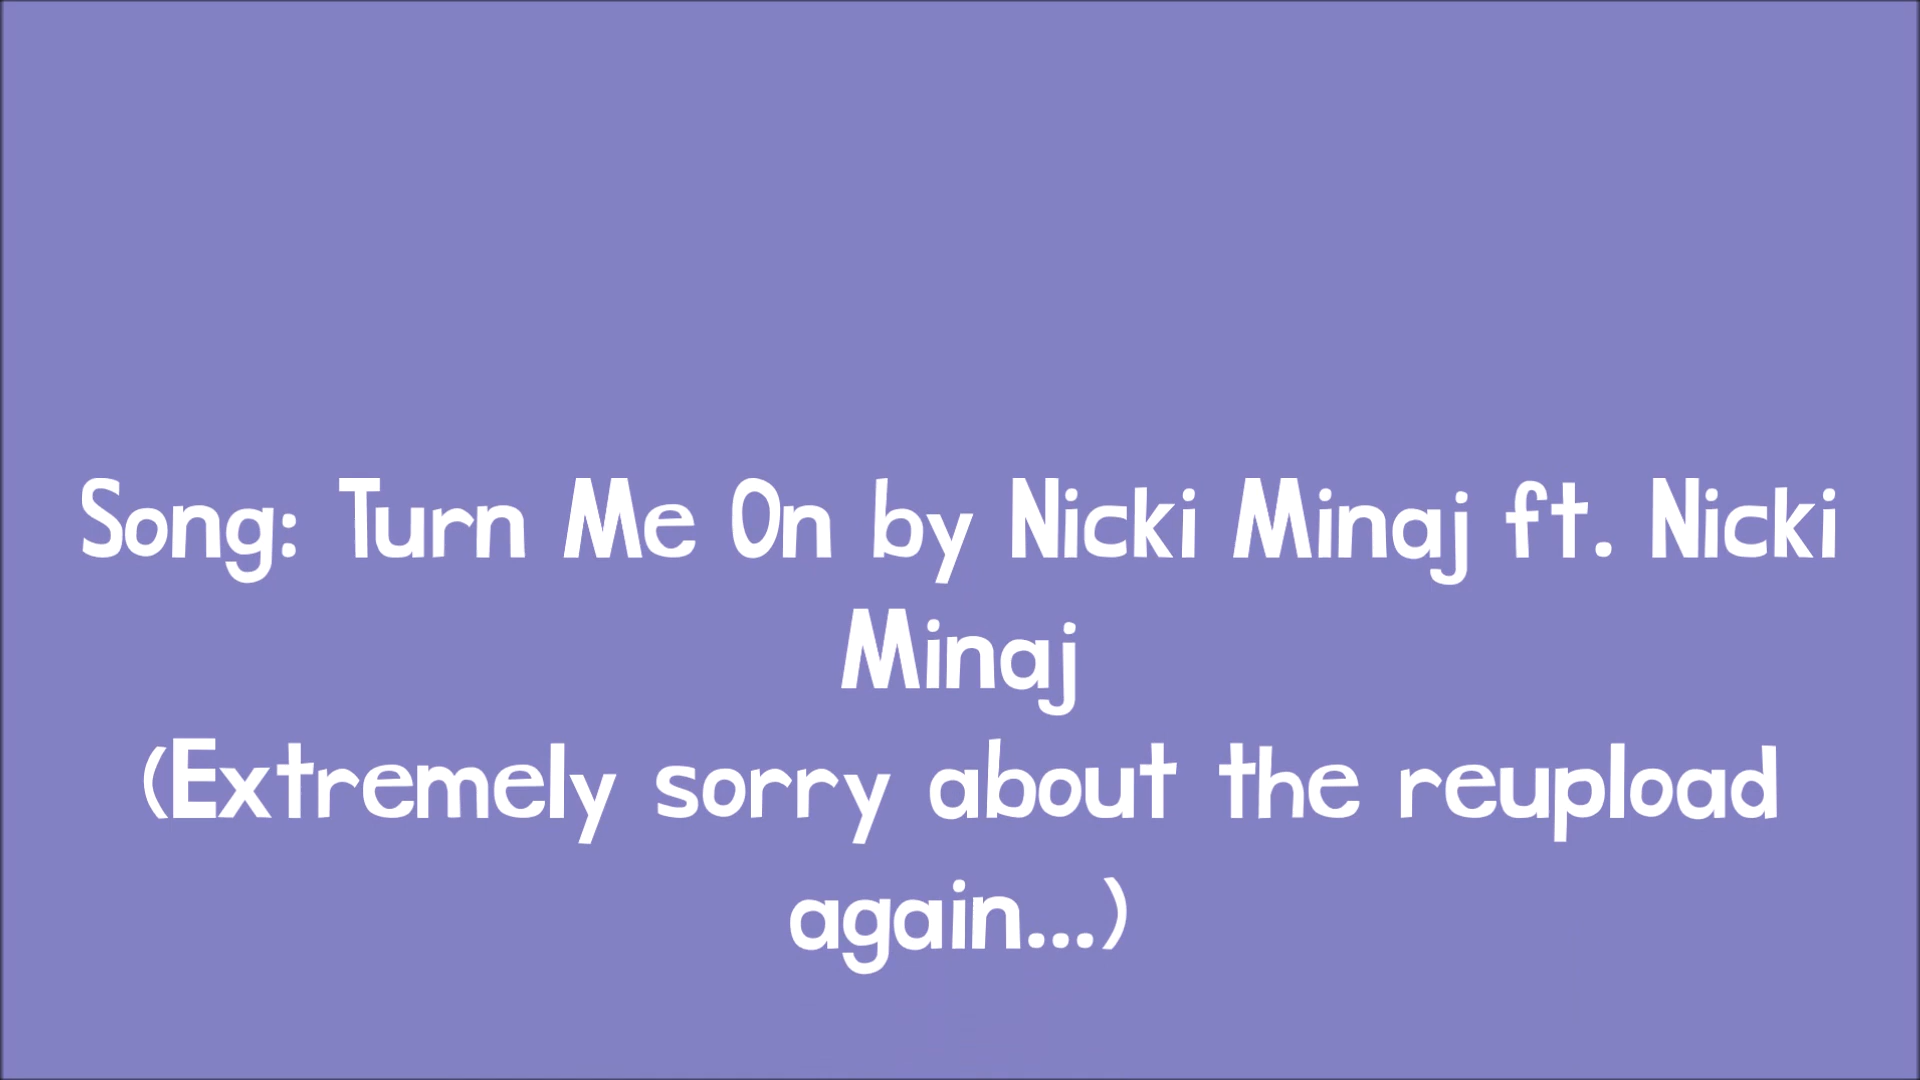 Song: Turn Me On by Nicki Minaj ft. Nicki
Minaj
(Extremely sorry about the reupload
again...)